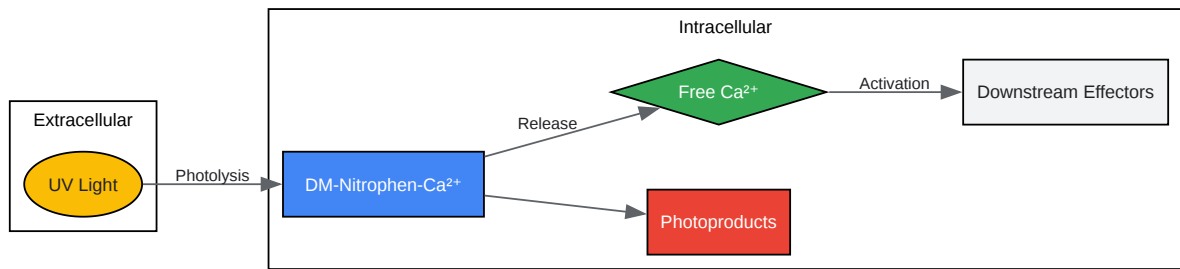 Extracellular
UV Light
Photolysis
Intracellular
DM-Nitrophen-Ca²⁺
Release
Free Ca²⁺
Activation
Downstream Effectors
Photoproducts